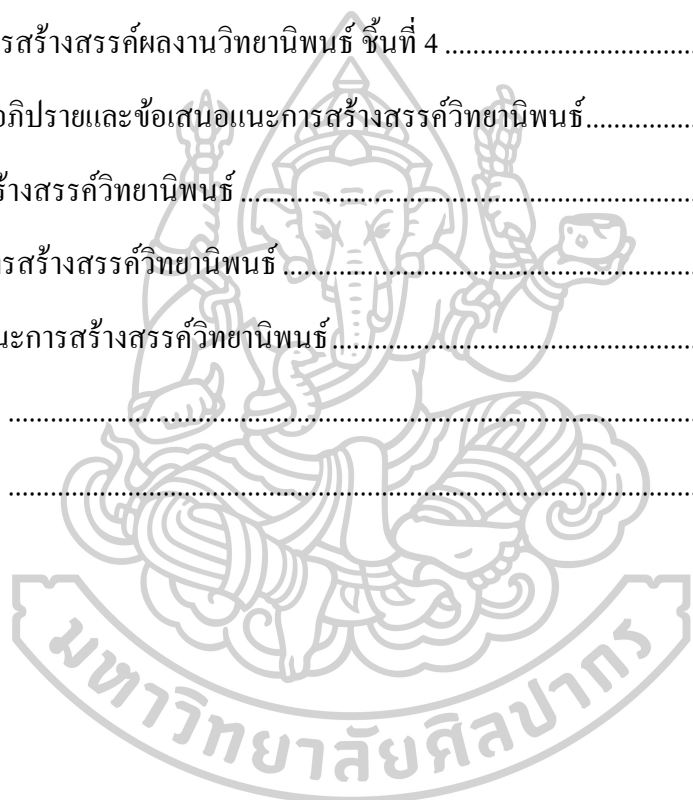 รสร้างสรรค์ผลงานวิทยานิพนธ์ ชิ้นที่ 4 ........................................
อภิปรายและข้อเสนอแนะการสร้างสรรค์วิทยานิพนธ์........................
ร้างสรรค์วิทยานิพนธ์ ........................................................................
รสร้างสรรค์วิทยานิพนธ์ ................................................................
นะการสร้างสรรค์วิทยานิพนธ์..........................................................
................................................................................................................
................................................................................................................
มหาวิทยาลัยศิลปากร